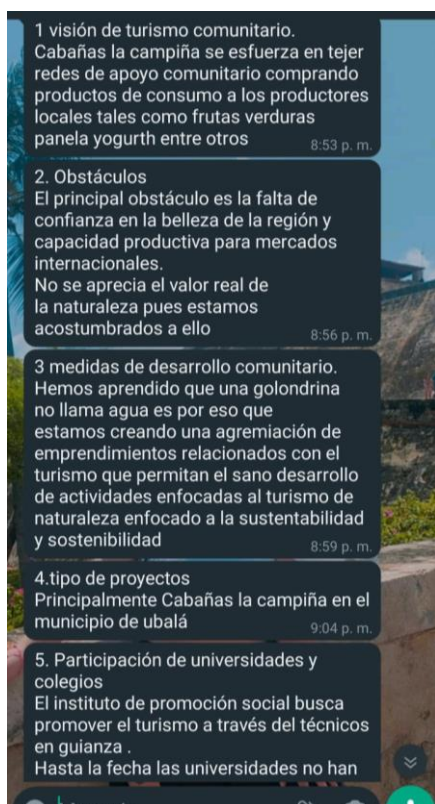 1 visión de turismo comunitario.
Cabañas la campiña se esfuerza en tejer
redes de apoyo comunitario comprando
productos de consumo a los productores
locales tales como frutas verduras
panela yogurth entre otros
8:53 p. m.
2. Obstáculos
El principal obstáculo es la falta de
confianza en la belleza de la región y
capacidad productiva para mercados
internacionales.
No se aprecia el valor real de
la naturaleza pues estamos
acostumbrados a ello
8:56 p. m.
3 medidas de desarrollo comunitario.
Hemos aprendido que una golondrina
no llama agua es por eso que
estamos creando una agremiación de
emprendimientos relacionados con el
turismo que permitan el sano desarrollo
de actividades enfocadas al turismo de
naturaleza enfocado a la sustentabilidad
y sostenibilidad
8:59 p. m.
4.tipo de proyectos
Principalmente Cabañas la campiña en el
municipio de ubalá
9:04 p. m.
5. Participación de universidades y
colegios
El instituto de promoción social busca
promover el turismo a través del técnicos
en guianza .
Hasta la fecha las universidades no han